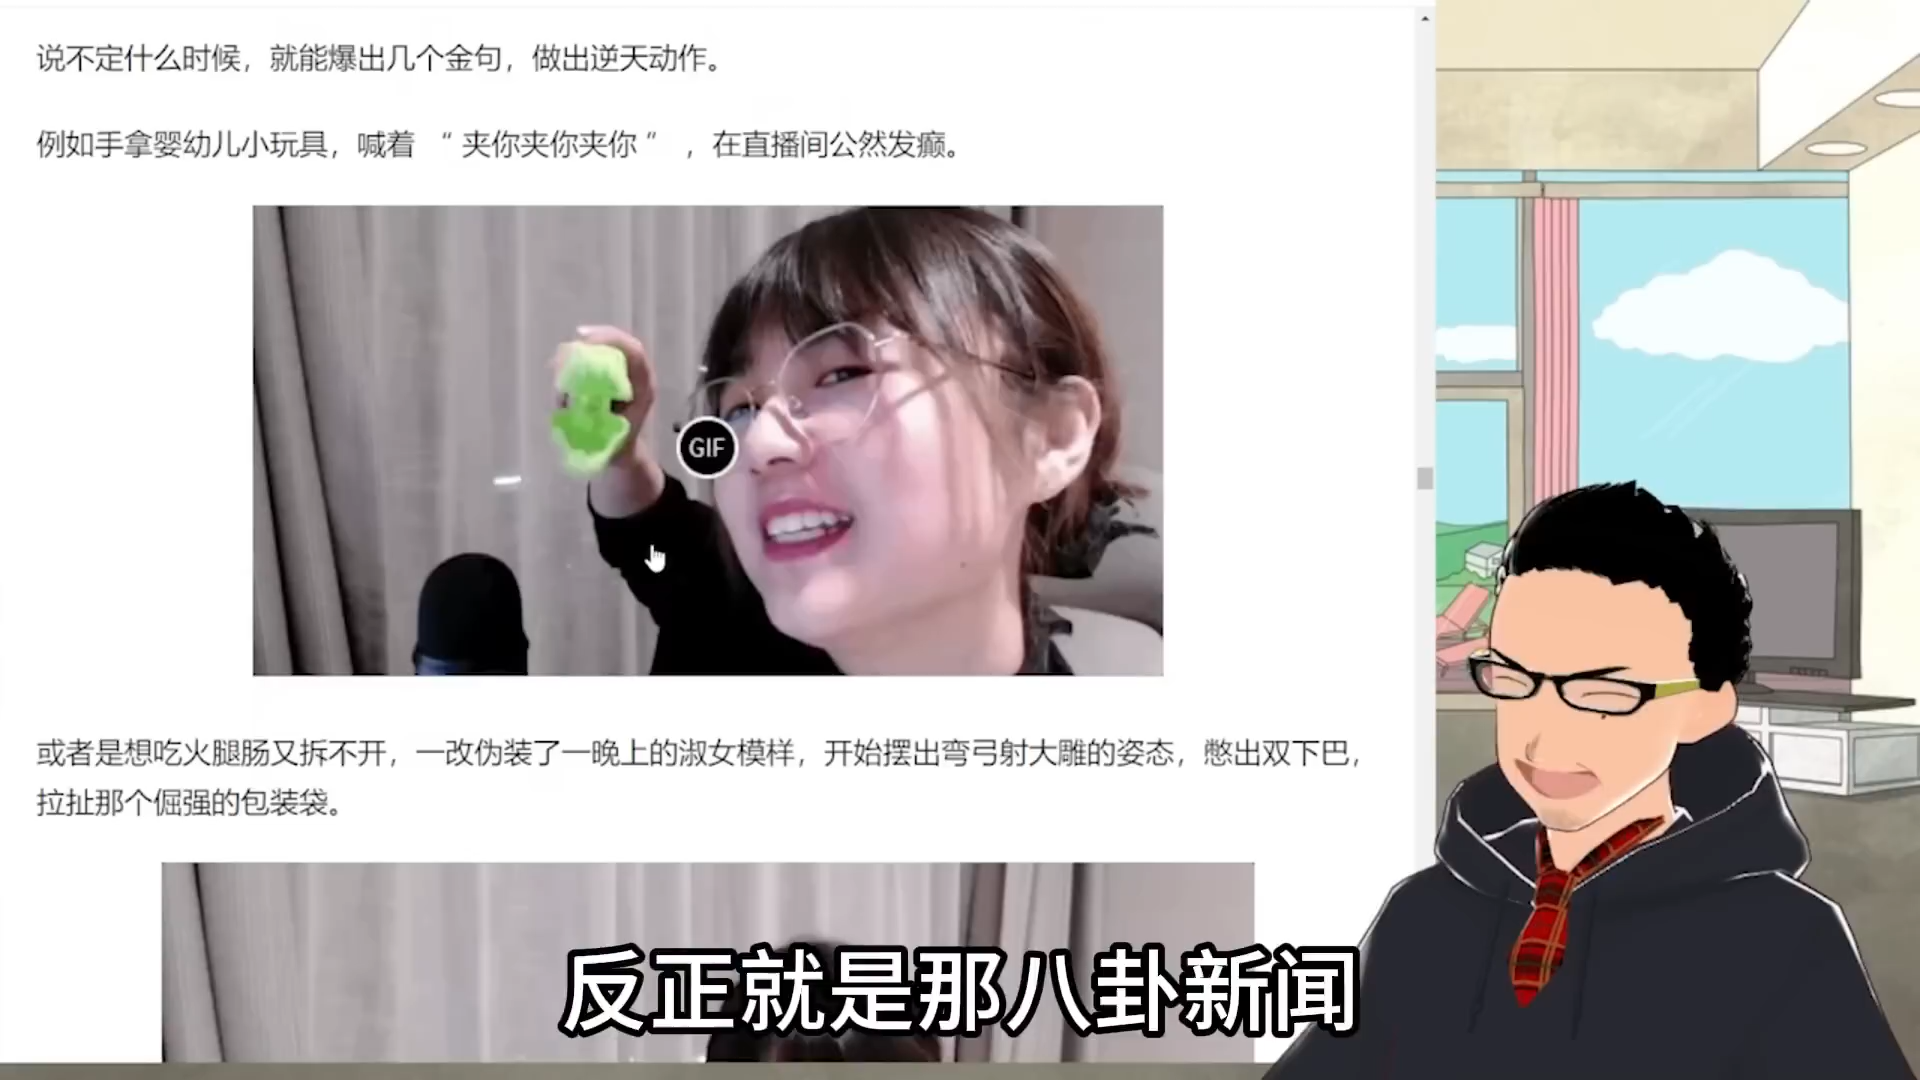 说不定什么时候，就能爆出几个金句，做出逆天动作。
例如手拿婴幼儿小玩具，喊着 “ 夹你夹你夹你 ” ，在直播间公然发癫。
GIF
或者是想吃火腿肠又拆不开，一改伪装了一晚上的淑女模样，开始摆出弯弓射大雕的姿态，憋出双下巴，
拉扯那个倔强的包装袋。
反正就是那八卦新闻